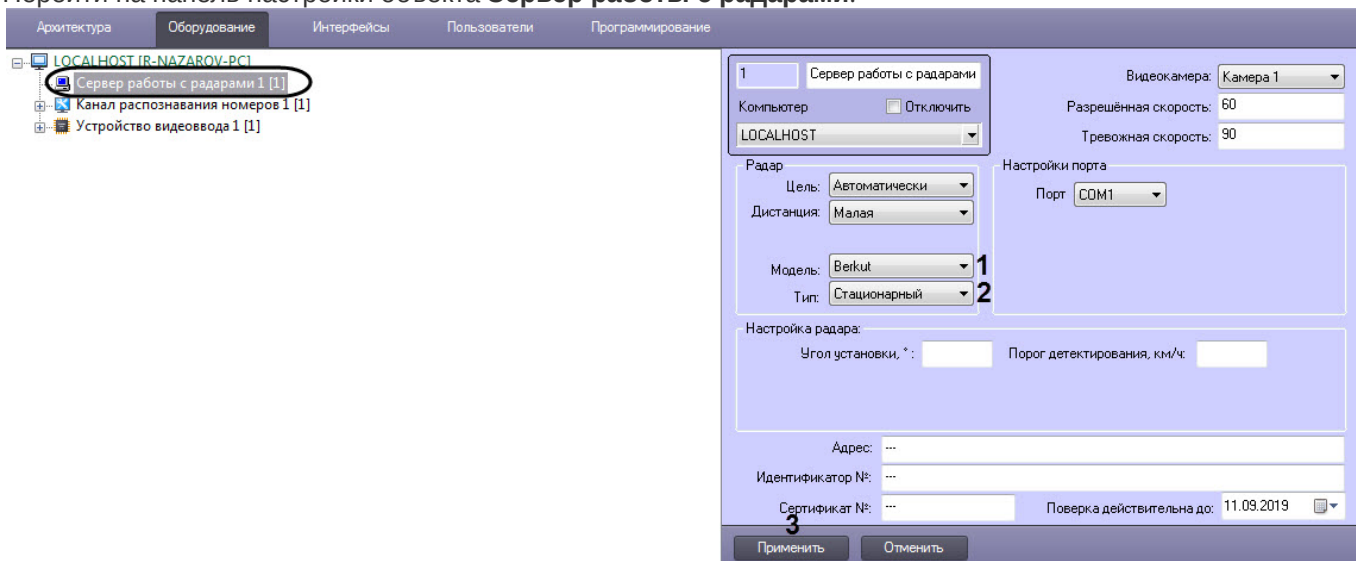 Перейти на панель настройки объекта Сервер работы с радарами.
Архитектура Оборудование Интерфейсы Пользователи Программирование
LOCALHOST [R-NAZAROV-PC]
Сервер работы с радарами 1 [1]
Канал распознавания номеров 1 [1]
Устройство видеоввода 1 [1]
1 Сервер работы с радарами
Компьютер Отключить
LOCALHOST
Видеокамера: Камера 1
Разрешённая скорость: 60
Тревожная скорость: 90
Радар
Цель: Автоматически
Дистанция: Малая
Модель: Berkut 1
Тип: Стационарный 2
Настройки порта
Порт COM1
Настройка радара:
Угол установки, ° : Порог детектирования, км/ч:
Адрес: ---
Идентификатор №: ---
Сертификат №: --- Поверка действительна до: 11.09.2019
3
Применить Отменить